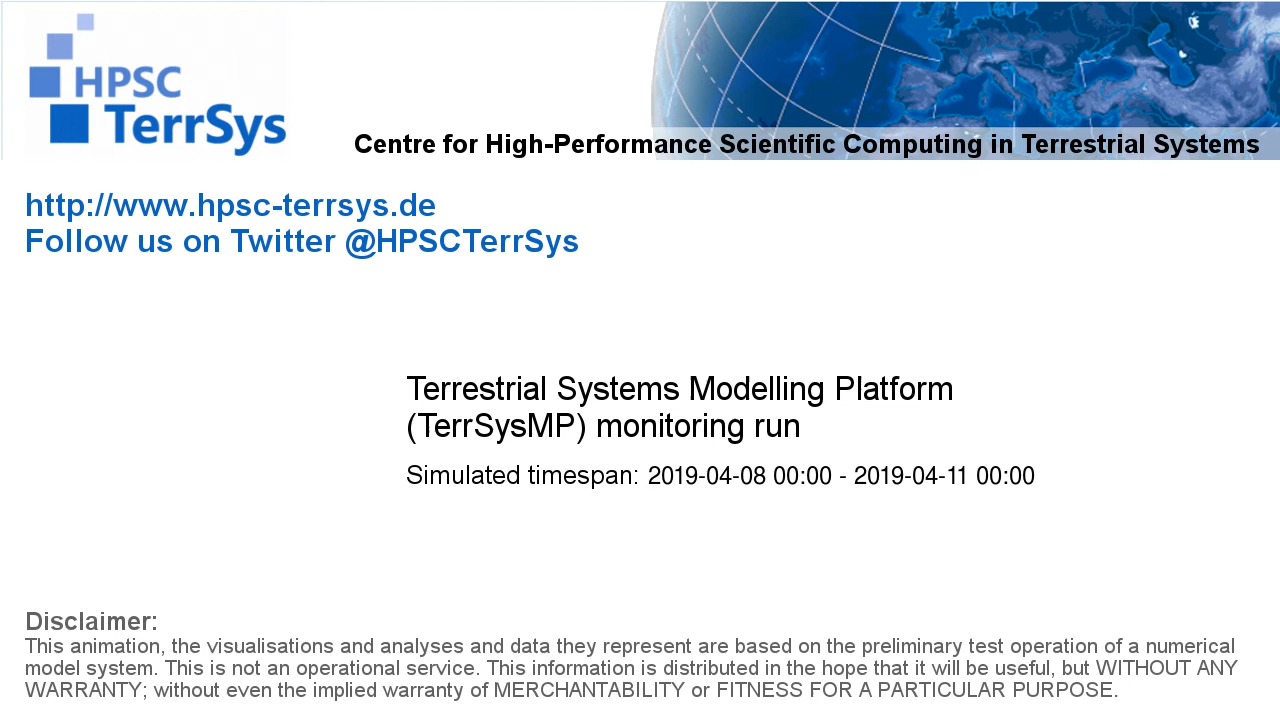 HPSC
TerrSys
Centre for High-Performance Scientific Computing in Terrestrial Systems
http://www.hpsc-terrsys.de
Follow us on Twitter @HPSCTerrSys
Terrestrial Systems Modelling Platform
(TerrSysMP) monitoring run
Simulated timespan: 2019-04-08 00:00 - 2019-04-11 00:00
Disclaimer:
This animation, the visualisations and analyses and data they represent are based on the preliminary test operation of a numerical
model system. This is not an operational service. This information is distributed in the hope that it will be useful, but WITHOUT ANY
WARRANTY; without even the implied warranty of MERCHANTABILITY or FITNESS FOR A PARTICULAR PURPOSE.